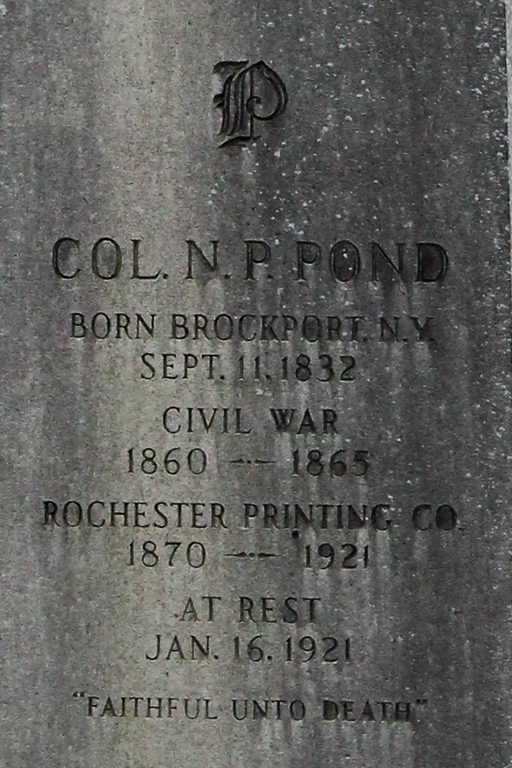 P
COL. N. P. POND
BORN BROCKPORT. N.Y.
SEPT. 11, 1832
CIVIL WAR
1860 — 1865
ROCHESTER PRINTING CO.
1870 — 1921
AT REST
JAN. 16. 1921
"FAITHFUL UNTO DEATH"